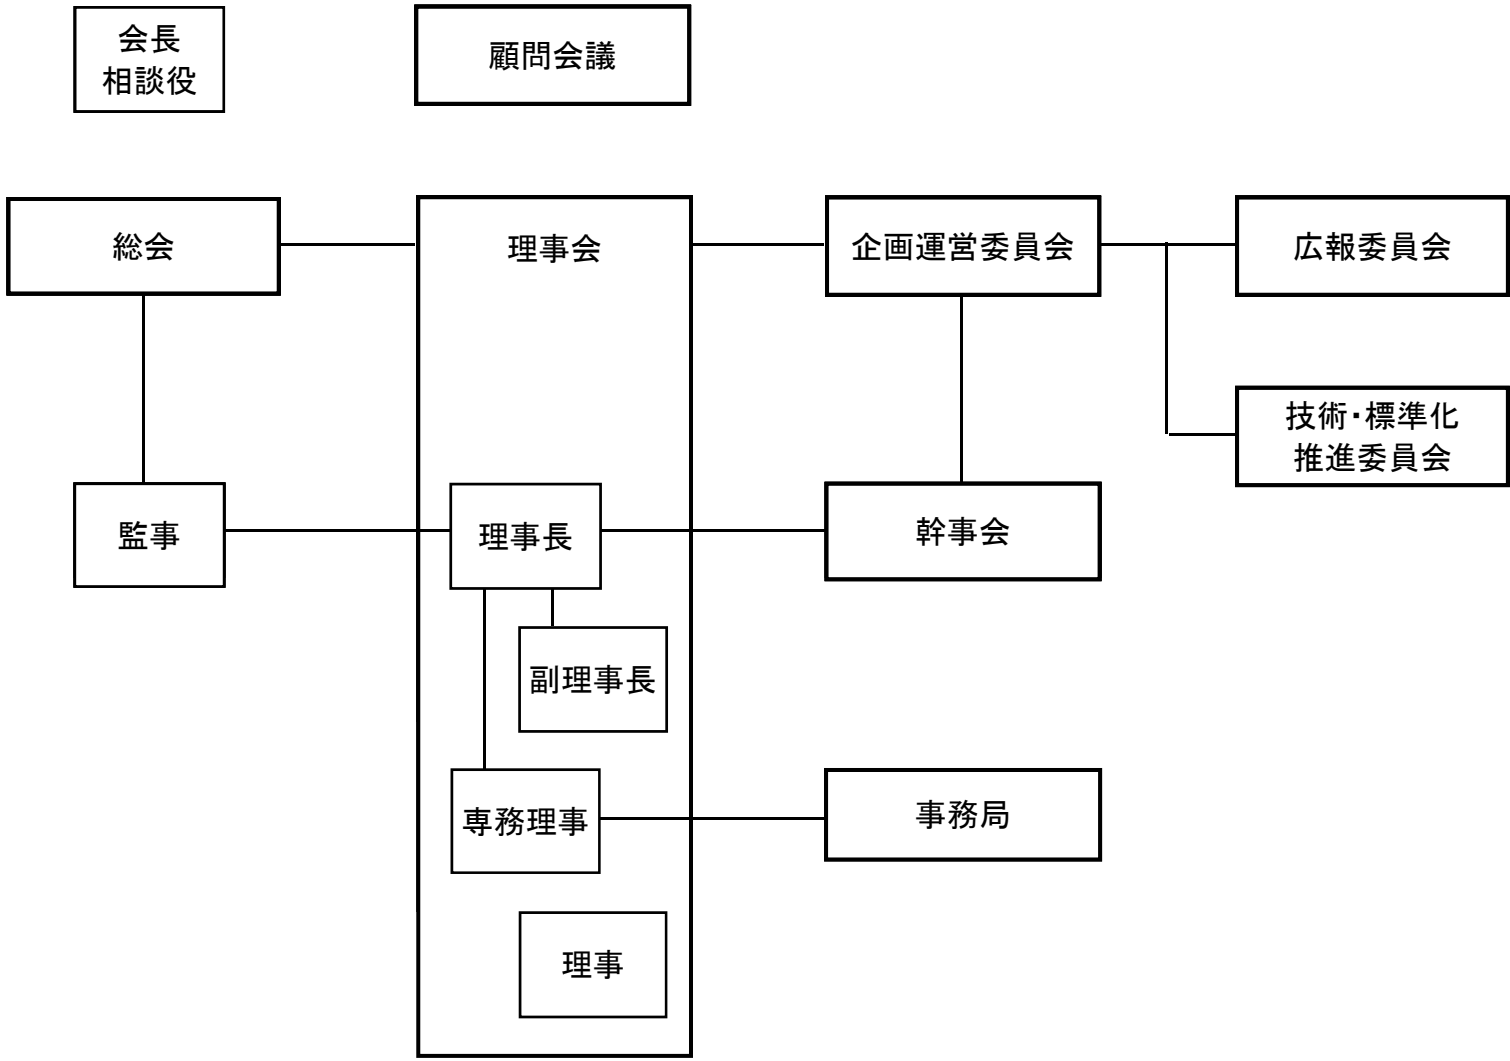 会長
相談役
顧問会議
総会
理事会
企画運営委員会
広報委員会
技術・標準化
推進委員会
監事
理事長
幹事会
副理事長
専務理事
事務局
理事